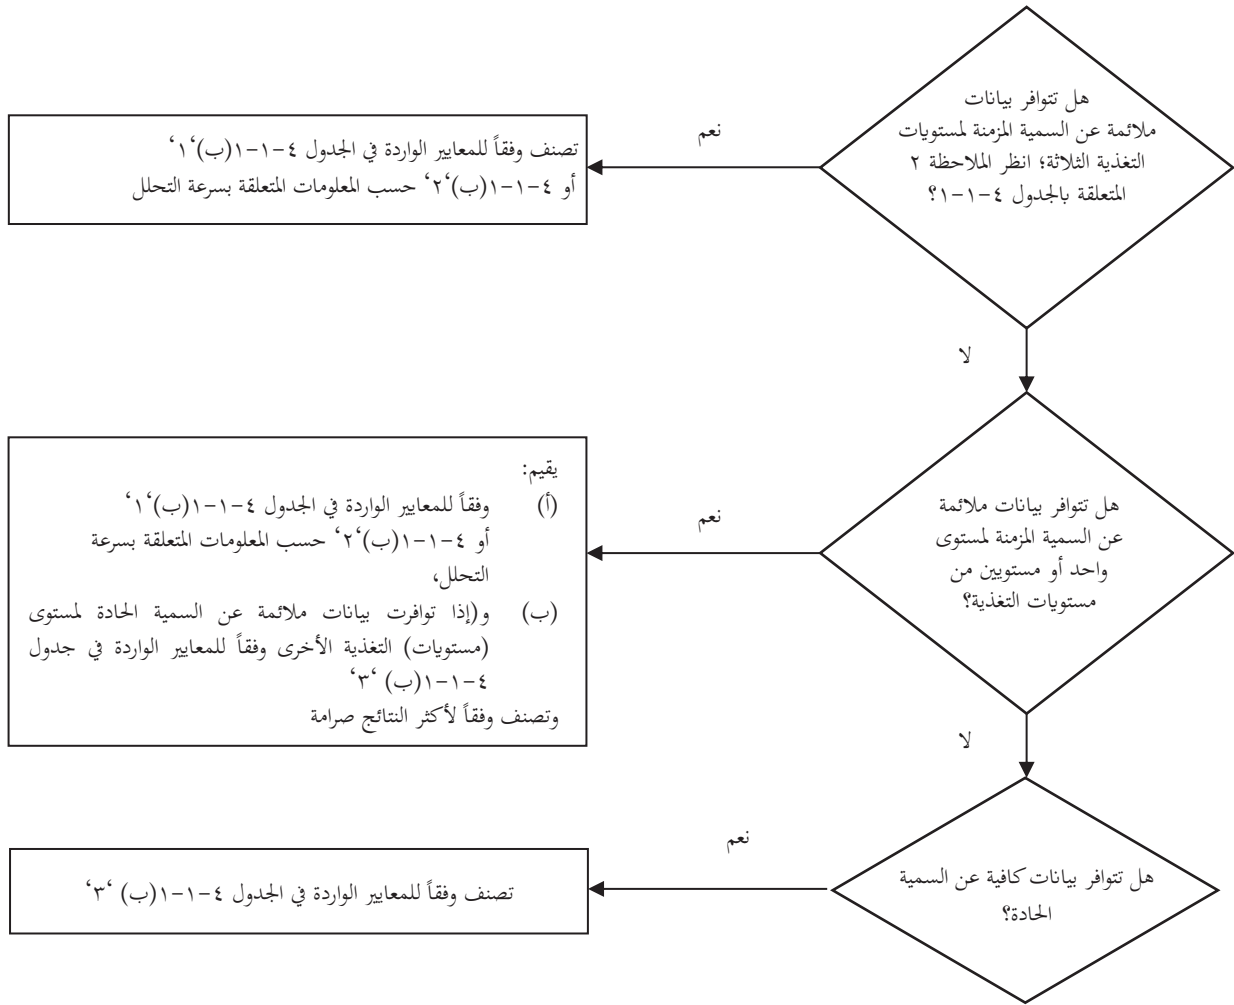 هل تتوافر بيانات
ملائمة عن السمية المزمنة لمستويات
التغذية الثلاثة؛ انظر الملاحظة ٢
المتعلقة بالجدول ٤-١-١؟
نعم
تصنف وفقاً للمعايير الواردة في الجدول ٤-١-١(ب)‘١‘
أو ٤-١-١(ب)‘٢‘ حسب المعلومات المتعلقة بسرعة التحلل
لا
هل تتوافر بيانات ملائمة
عن السمية المزمنة لمستوى
واحد أو مستويين من
مستويات التغذية؟
نعم
يقيم:
(أ) وفقاً للمعايير الواردة في الجدول ٤-١-١(ب)‘١‘
أو ٤-١-١(ب)‘٢‘ حسب المعلومات المتعلقة بسرعة
التحلل،
(ب) و(إذا توافرت بيانات ملائمة عن السمية الحادة لمستوى
(مستويات) التغذية الأخرى وفقاً للمعايير الواردة في جدول
٤-١-١(ب) ‘٣‘
وتصنف وفقاً لأكثر النتائج صرامة
لا
هل تتوافر بيانات كافية عن السمية
الحادة؟
نعم
تصنف وفقاً للمعايير الواردة في الجدول ٤-١-١(ب) ‘٣‘